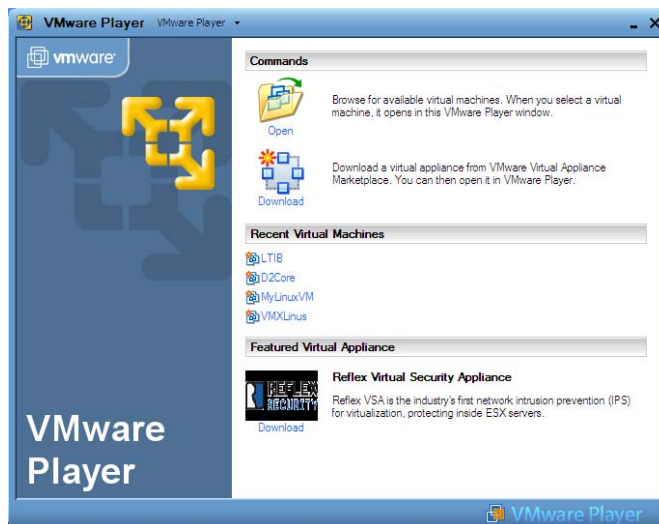 VMware Player VMware Player
vmware
Commands
Open
Browse for available virtual machines. When you select a virtual
machine, it opens in this VMware Player window.
Download
Download a virtual appliance from VMware Virtual Appliance
Marketplace. You can then open it in VMware Player.
Recent Virtual Machines
LTIB
D2Core
MyLinuxVM
VMXLinus
Featured Virtual Appliance
REFLEX
SECURITY
Download
Reflex Virtual Security Appliance
Reflex VSA is the industry's first network intrusion prevention (IPS)
for virtualization, protecting inside ESX servers.
VMware
Player
VMware Player